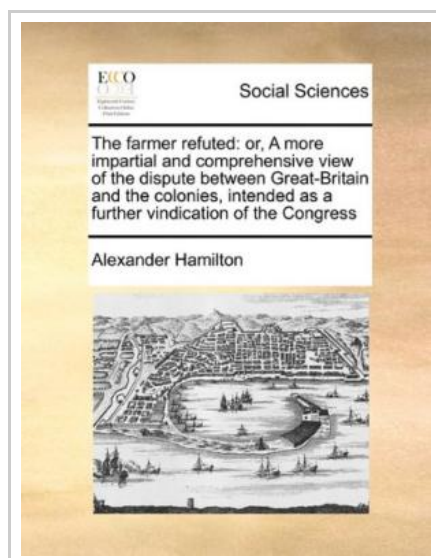 ECCO
Social Sciences
The farmer refuted: or, A more
impartial and comprehensive view
of the dispute between Great-Britain
and the colonies, intended as a
further vindication of the Congress
Alexander Hamilton